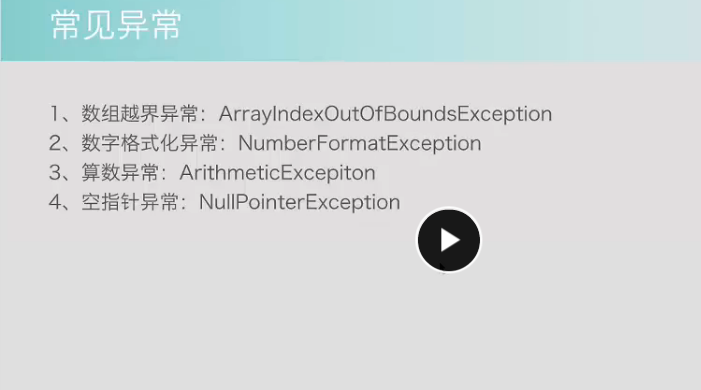 常见异常
1、数组越界异常：ArrayIndexOutOfBoundsException
2、数字格式化异常：NumberFormatException
3、算数异常：ArithmeticExcepiton
4、空指针异常：NullPointerException